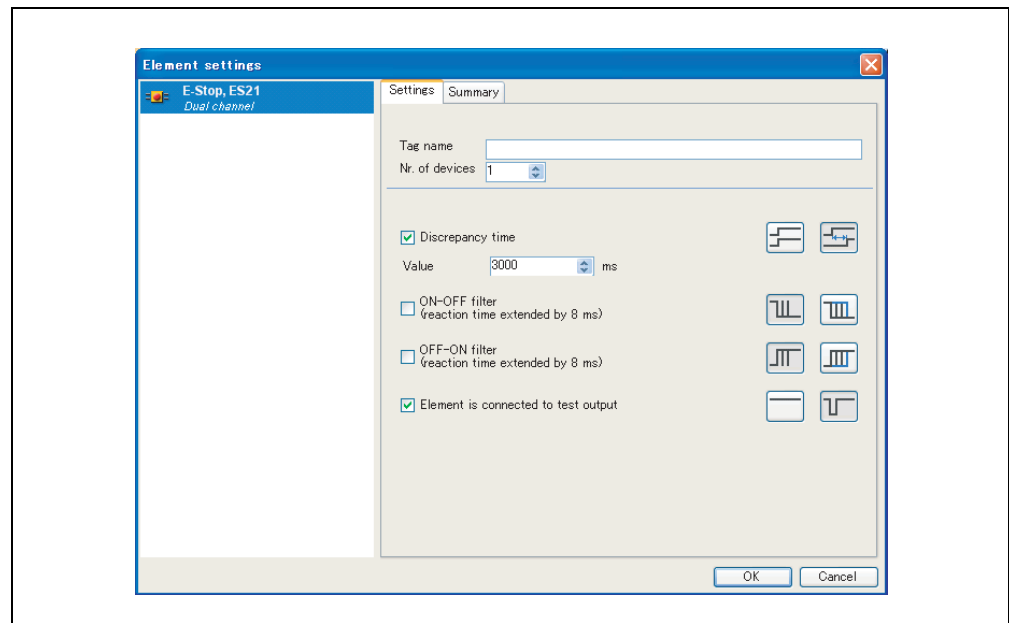 Element settings
E-Stop, ES21
Dual channel
Settings
Summary
Tag name
Nr. of devices 1
Discrepancy time
Value 3000 ms
ON-OFF filter
(reaction time extended by 8 ms)
OFF-ON filter
(reaction time extended by 8 ms)
Element is connected to test output
OK
Cancel